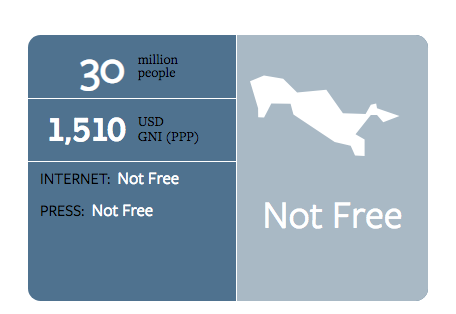 30 million
people
1,510 USD
GNI (PPP)
INTERNET: Not Free
PRESS: Not Free
Not Free